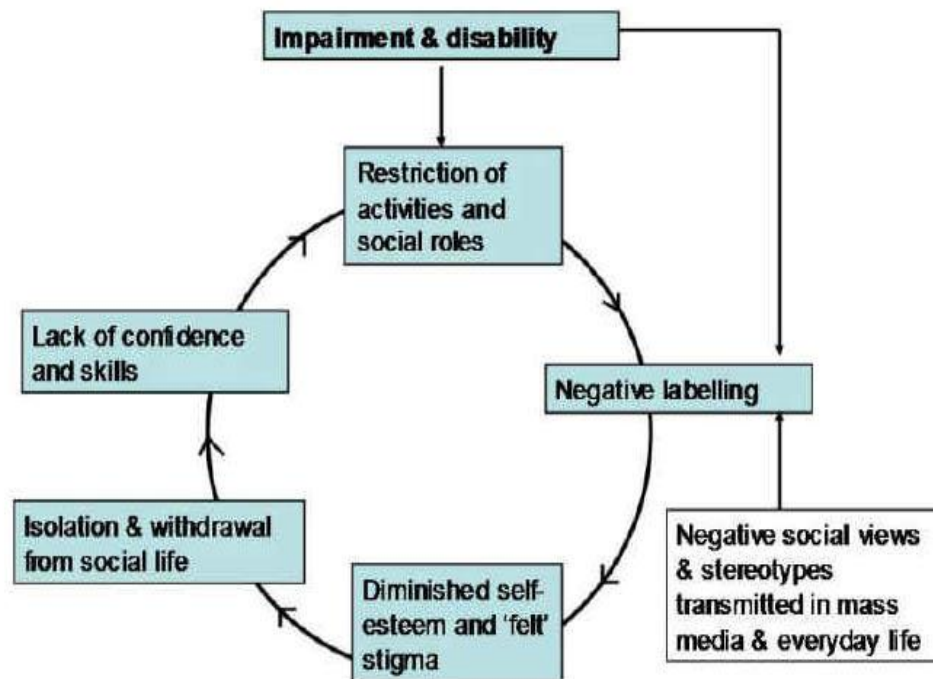 Impairment & disability
Restriction of
activities and
social roles
Lack of confidence
and skills
Negative labelling
Isolation & withdrawal
from social life
Diminished self-
esteem and ‘felt’
stigma
Negative social views
& stereotypes
transmitted in mass
media & everyday life